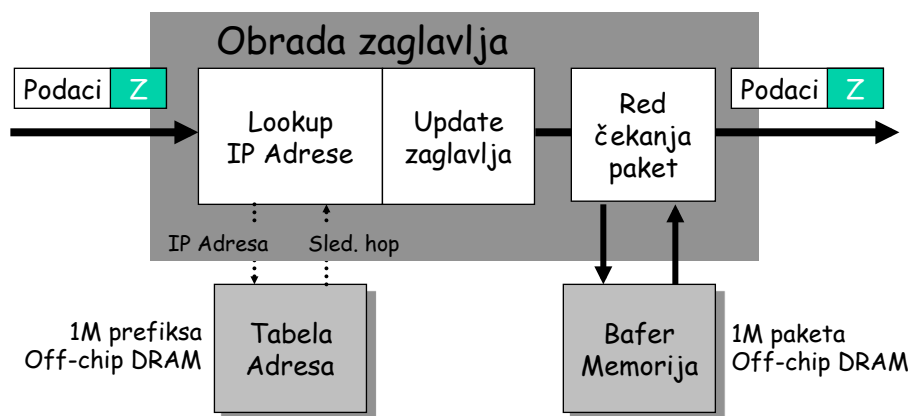 Obrada zaglavlja
Podaci Z
Lookup
IP Adrese
Update
zaglavlja
Red
čekanja
paket
Podaci Z
IP Adresa
Sled. hop
1M prefiksa
Off-chip DRAM
Tabela
Adresa
Bafer
Memorija
1M paketa
Off-chip DRAM